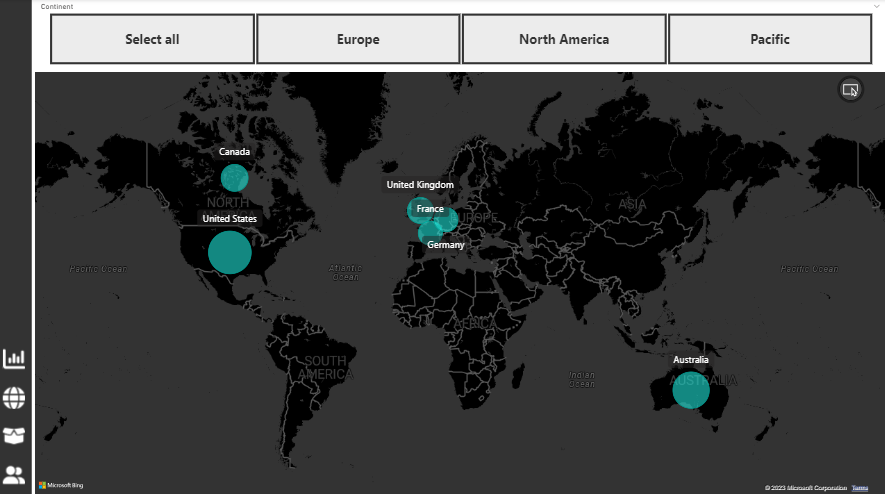 Continent
Select all
Europe
North America
Pacific
Canada
United Kingdom
NORTH
ASIA
France
EUROPE
United States
Germany
Pacific Ocean
Atlantic
Ocean
Pacific Ocean
AFRICA
SOUTH
AMERICA
Australia
Indian
Ocean
AUSTRALIA
Microsoft Bing
© 2023 Microsoft Corporation Terms